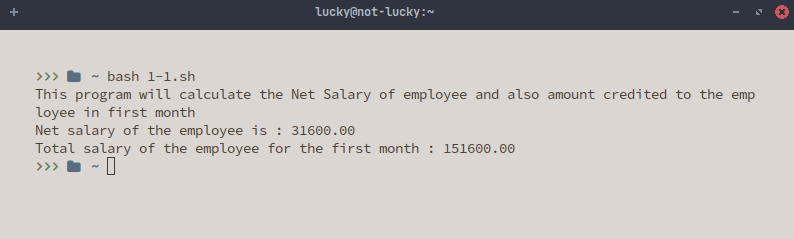 lucky@not-lucky:~
>>> ~ bash 1-1.sh
This program will calculate the Net Salary of employee and also amount credited to the emp
loyee in first month
Net salary of the employee is : 31600.00
Total salary of the employee for the first month : 151600.00
>>> ~